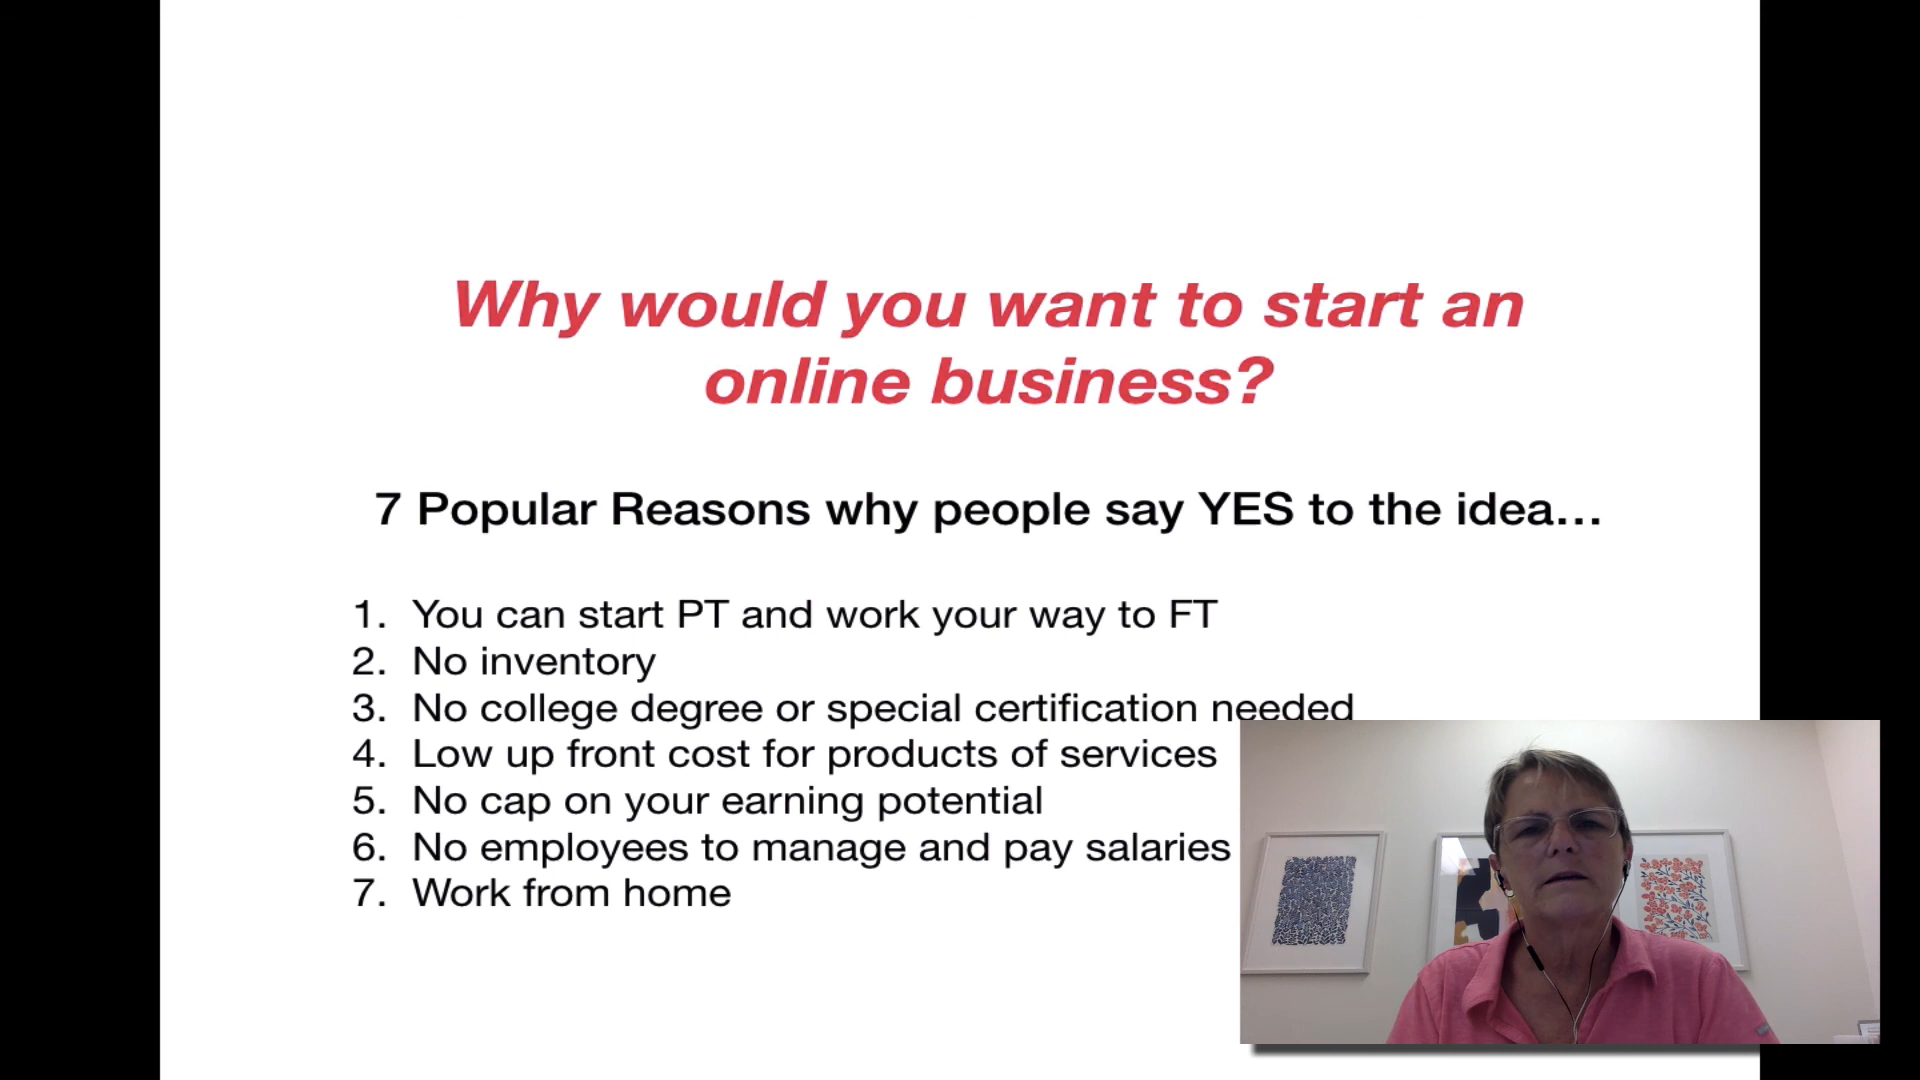 Why would you want to start an
online business?
7 Popular Reasons why people say YES to the idea...
1. You can start PT and work your way to FT
2. No inventory
3. No college degree or special certification needed
4. Low up front cost for products of services
5. No cap on your earning potential
6. No employees to manage and pay salaries
7. Work from home